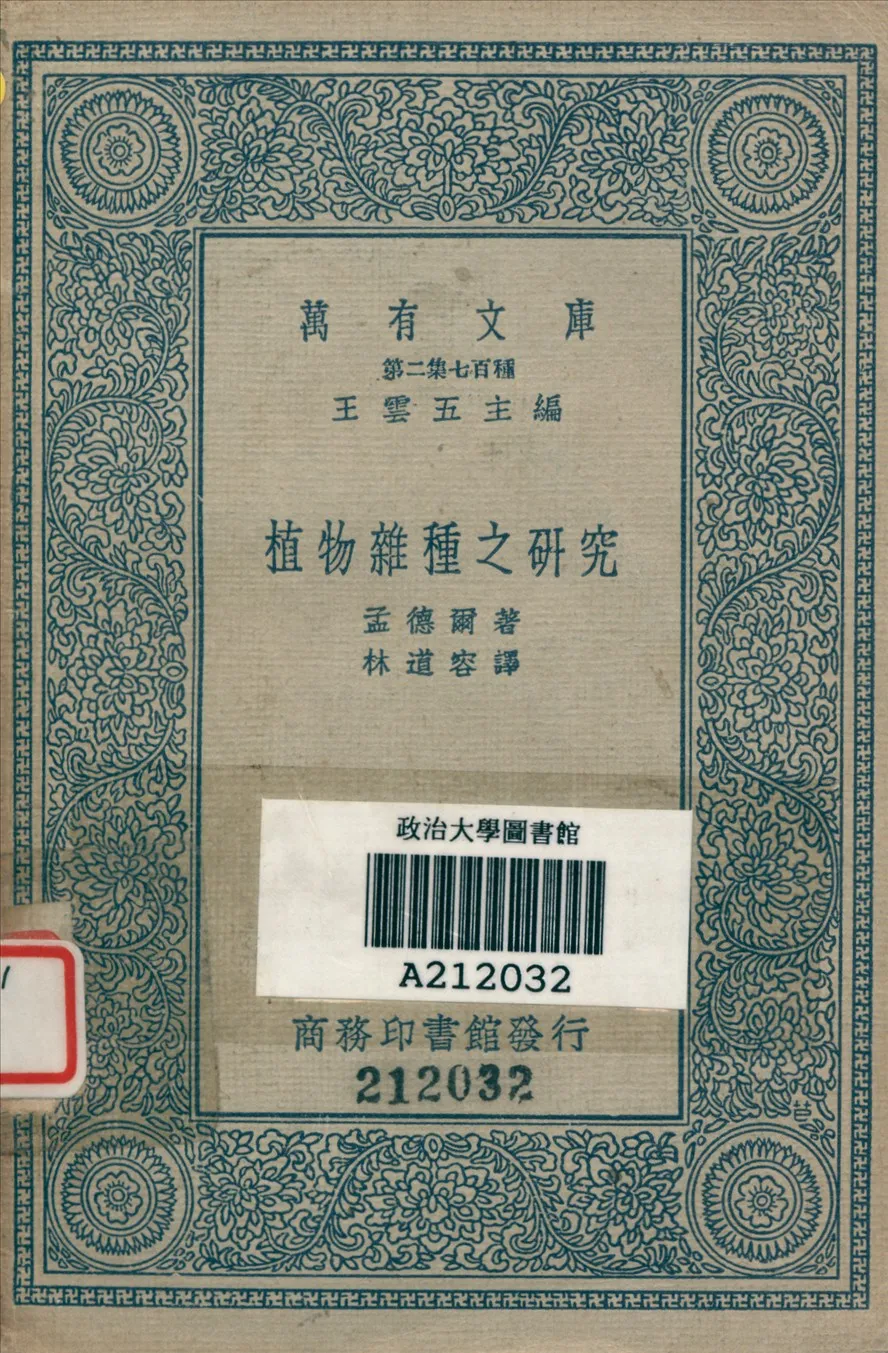 萬有文庫
第二集七百種
王雲五主編
植物雜種之研究
孟德爾著
林道容譯
政治大學圖書館
A212032
商務印書館發行
212032